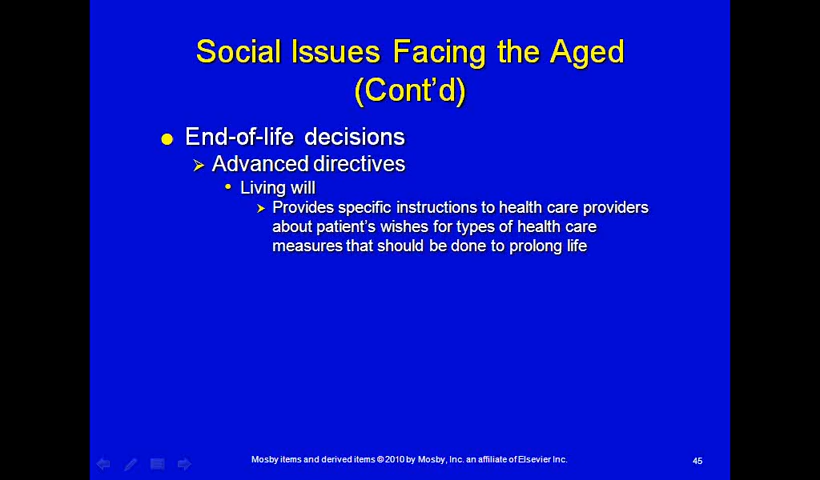 Social Issues Facing the Aged
(Cont’d)
End-of-life decisions
Advanced directives
Living will
Provides specific instructions to health care providers
about patient’s wishes for types of health care
measures that should be done to prolong life
Mosby items and derived items © 2010 by Mosby, Inc. an affiliate of Elsevier Inc.
45